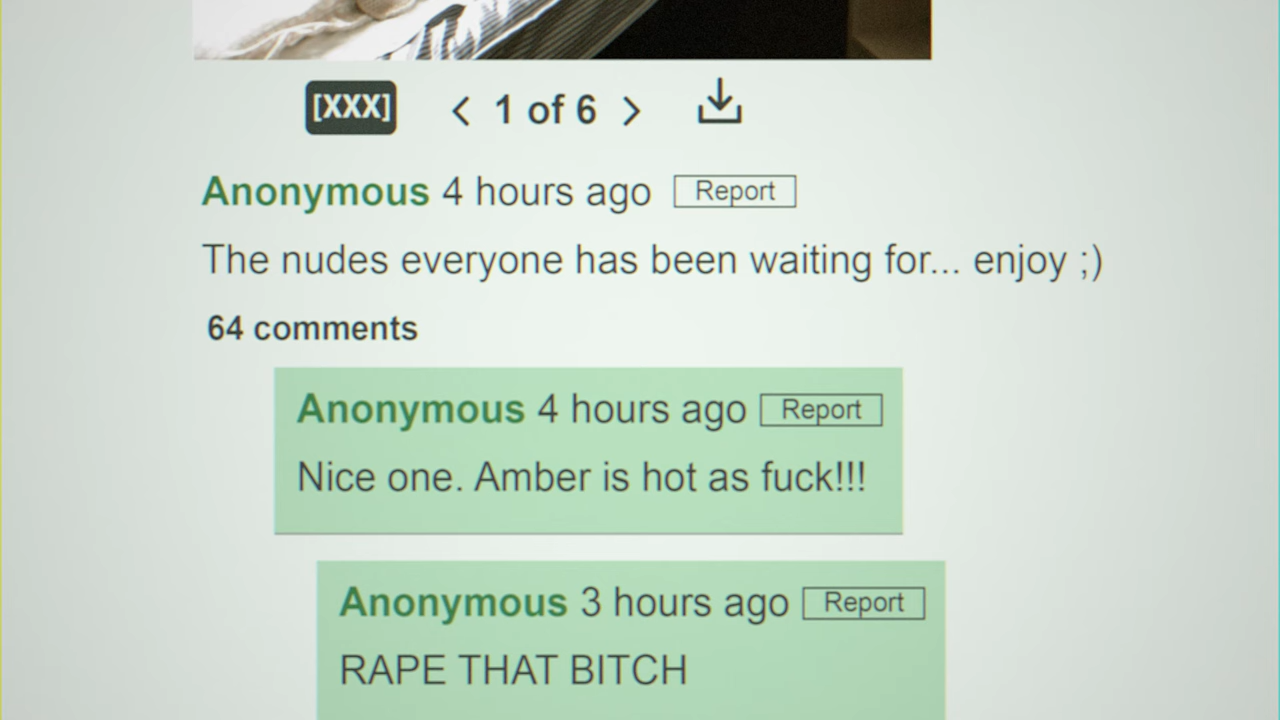 [XXX] < 1 of 6 >
Anonymous 4 hours ago Report
The nudes everyone has been waiting for... enjoy ;)
64 comments
Anonymous 4 hours ago Report
Nice one. Amber is hot as fuck!!!
Anonymous 3 hours ago Report
RAPE THAT BITCH